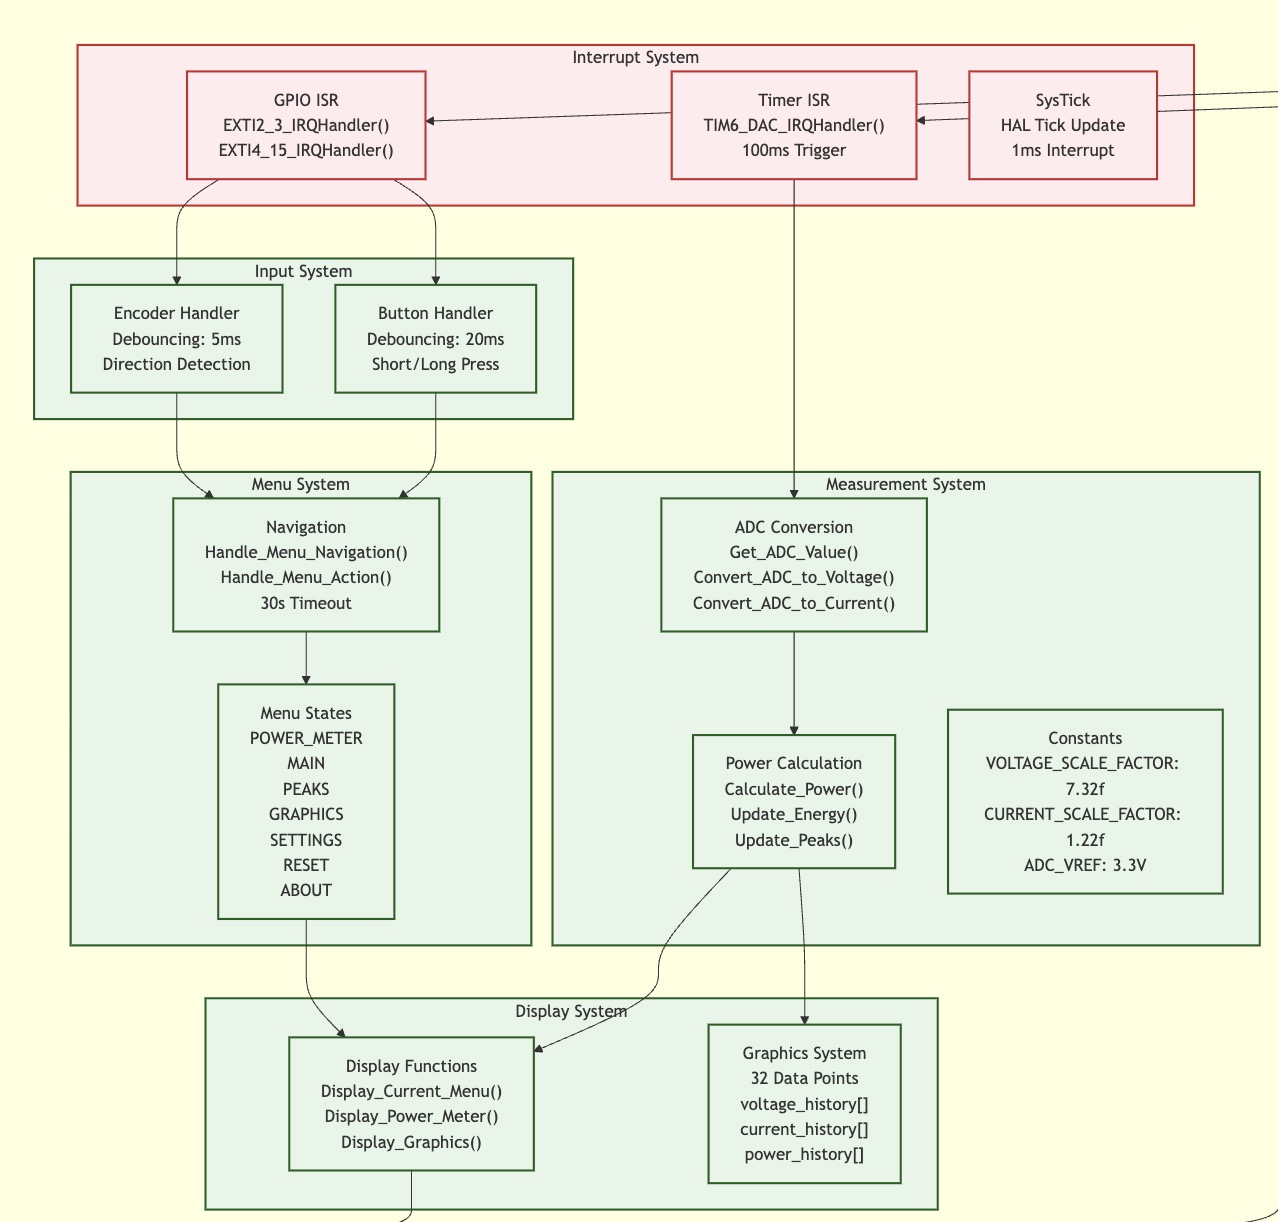 Interrupt System
GPIO ISR
EXTI2_3_IRQHandler()
EXTI4_15_IRQHandler()
Timer ISR
TIM6_DAC_IRQHandler()
100ms Trigger
SysTick
HAL Tick Update
1ms Interrupt
Input System
Encoder Handler
Debouncing: 5ms
Direction Detection
Button Handler
Debouncing: 20ms
Short/Long Press
Menu System
Navigation
Handle_Menu_Navigation()
Handle_Menu_Action()
30s Timeout
Menu States
POWER_METER
MAIN
PEAKS
GRAPHICS
SETTINGS
RESET
ABOUT
Measurement System
ADC Conversion
Get_ADC_Value()
Convert_ADC_to_Voltage()
Convert_ADC_to_Current()
Power Calculation
Calculate_Power()
Update_Energy()
Update_Peaks()
Constants
VOLTAGE_SCALE_FACTOR:
7.32f
CURRENT_SCALE_FACTOR:
1.22f
ADC_VREF: 3.3V
Display System
Display Functions
Display_Current_Menu()
Display_Power_Meter()
Display_Graphics()
Graphics System
32 Data Points
voltage_history[]
current_history[]
power_history[]